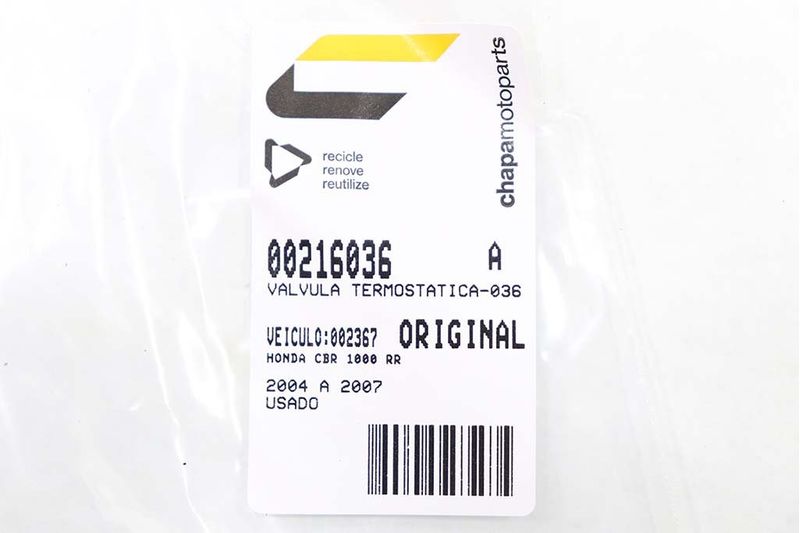 chapamotoparts
recicle
renove
reutilize
00216036 A
VALVULA TERMOSTATICA-036
VEICULO:002367 ORIGINAL
HONDA CBR 1000 RR
2004 A 2007
USADO